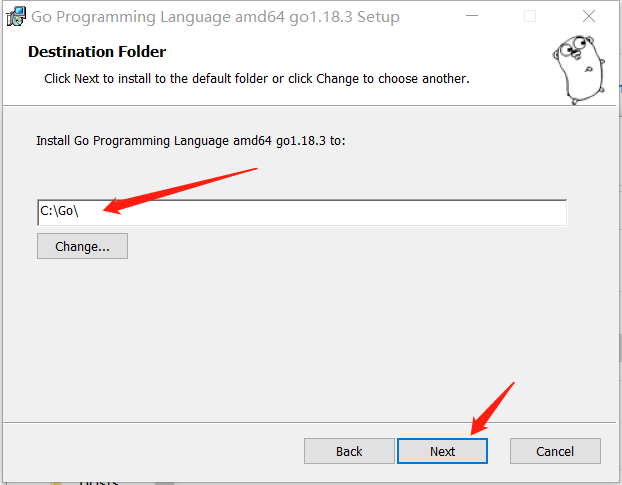 Go Programming Language amd64 go1.18.3 Setup
Destination Folder
Click Next to install to the default folder or click Change to choose another.
Install Go Programming Language amd64 go1.18.3 to:
C:\Go\
Change...
Back Next Cancel